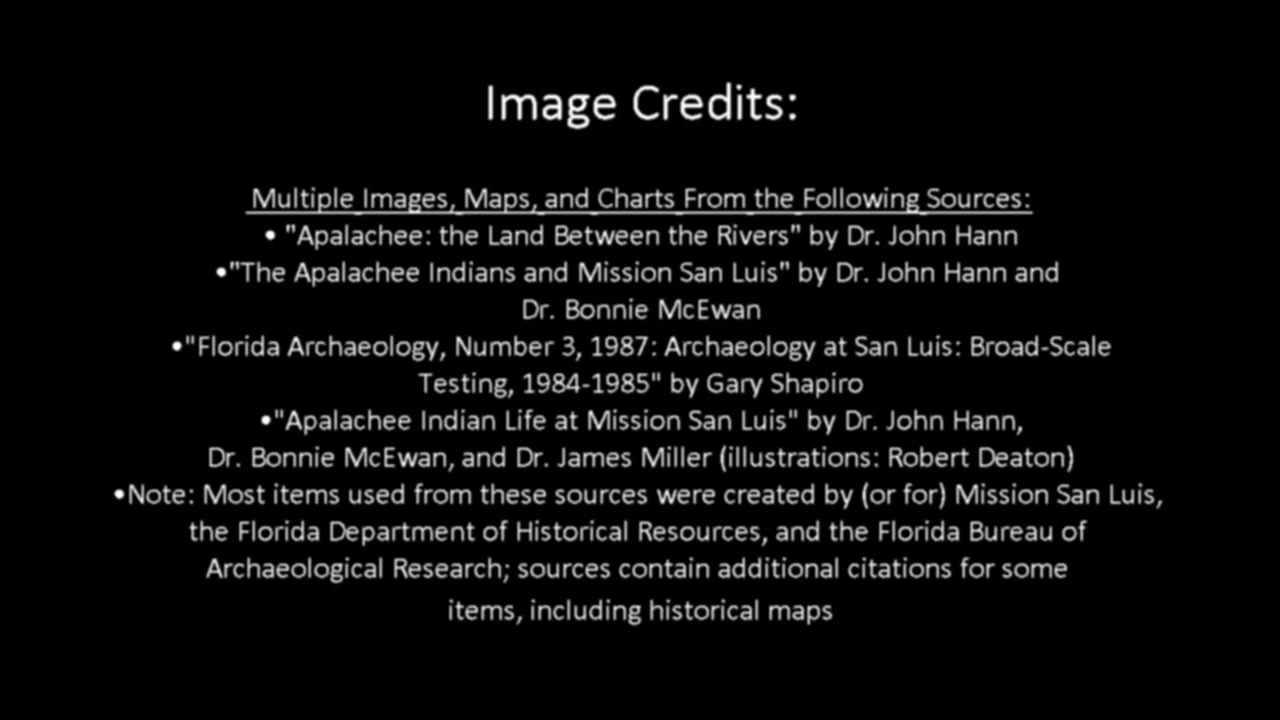 Image Credits:
Multiple Images, Maps, and Charts From the Following Sources:
• "Apalachee: the Land Between the Rivers" by Dr. John Hann
•"The Apalachee Indians and Mission San Luis" by Dr. John Hann and
Dr. Bonnie McEwan
•"Florida Archaeology, Number 3, 1987: Archaeology at San Luis: Broad-Scale
Testing, 1984-1985" by Gary Shapiro
•"Apalachee Indian Life at Mission San Luis" by Dr. John Hann,
Dr. Bonnie McEwan, and Dr. James Miller (illustrations: Robert Deaton)
•Note: Most items used from these sources were created by (or for) Mission San Luis,
the Florida Department of Historical Resources, and the Florida Bureau of
Archaeological Research; sources contain additional citations for some
items, including historical maps